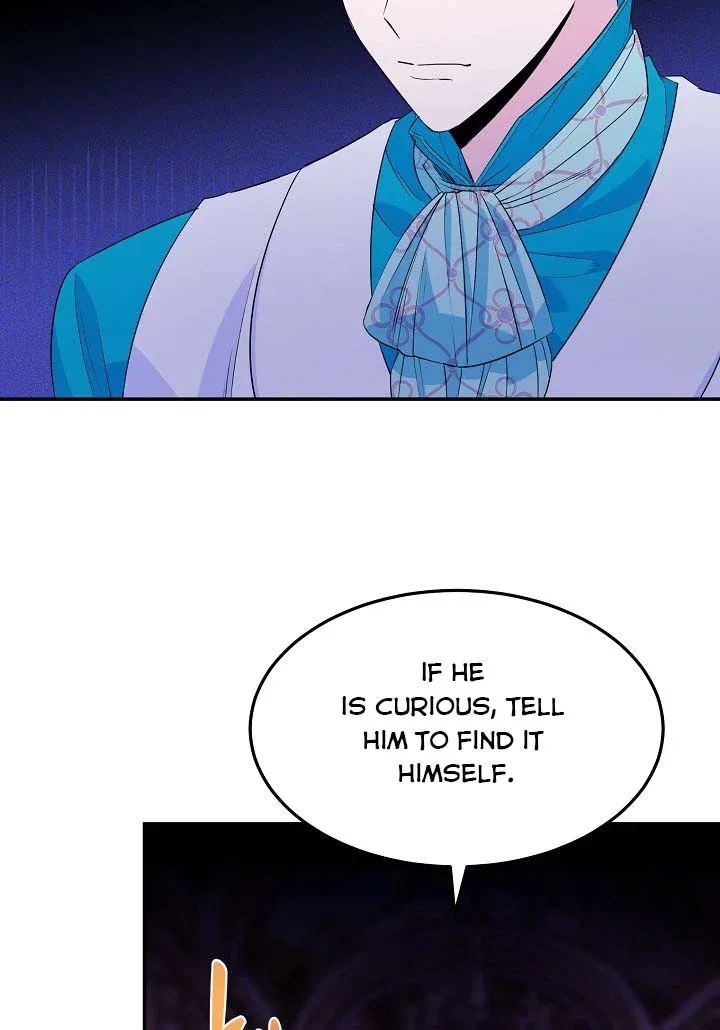 IF HE
IS CURIOUS, TELL
HIM TO FIND IT
HIMSELF.